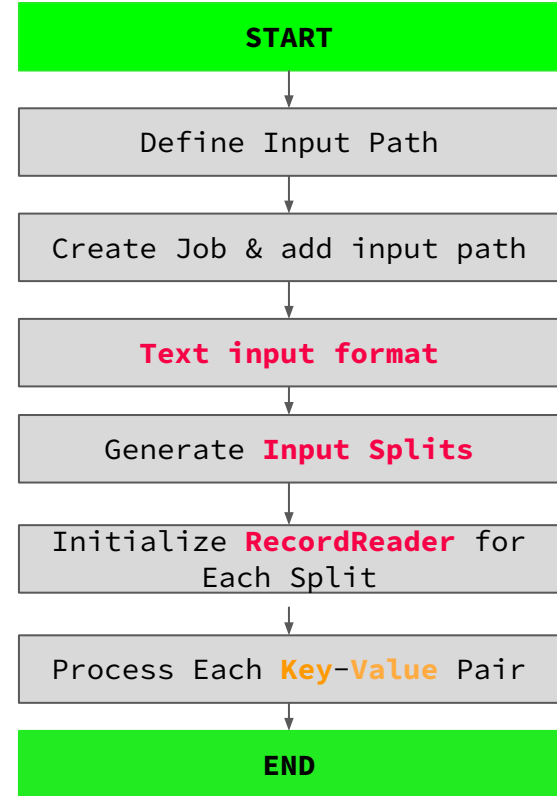 START
Define Input Path
Create Job & add input path
Text input format
Generate Input Splits
Initialize RecordReader for
Each Split
Process Each Key-Value Pair
END